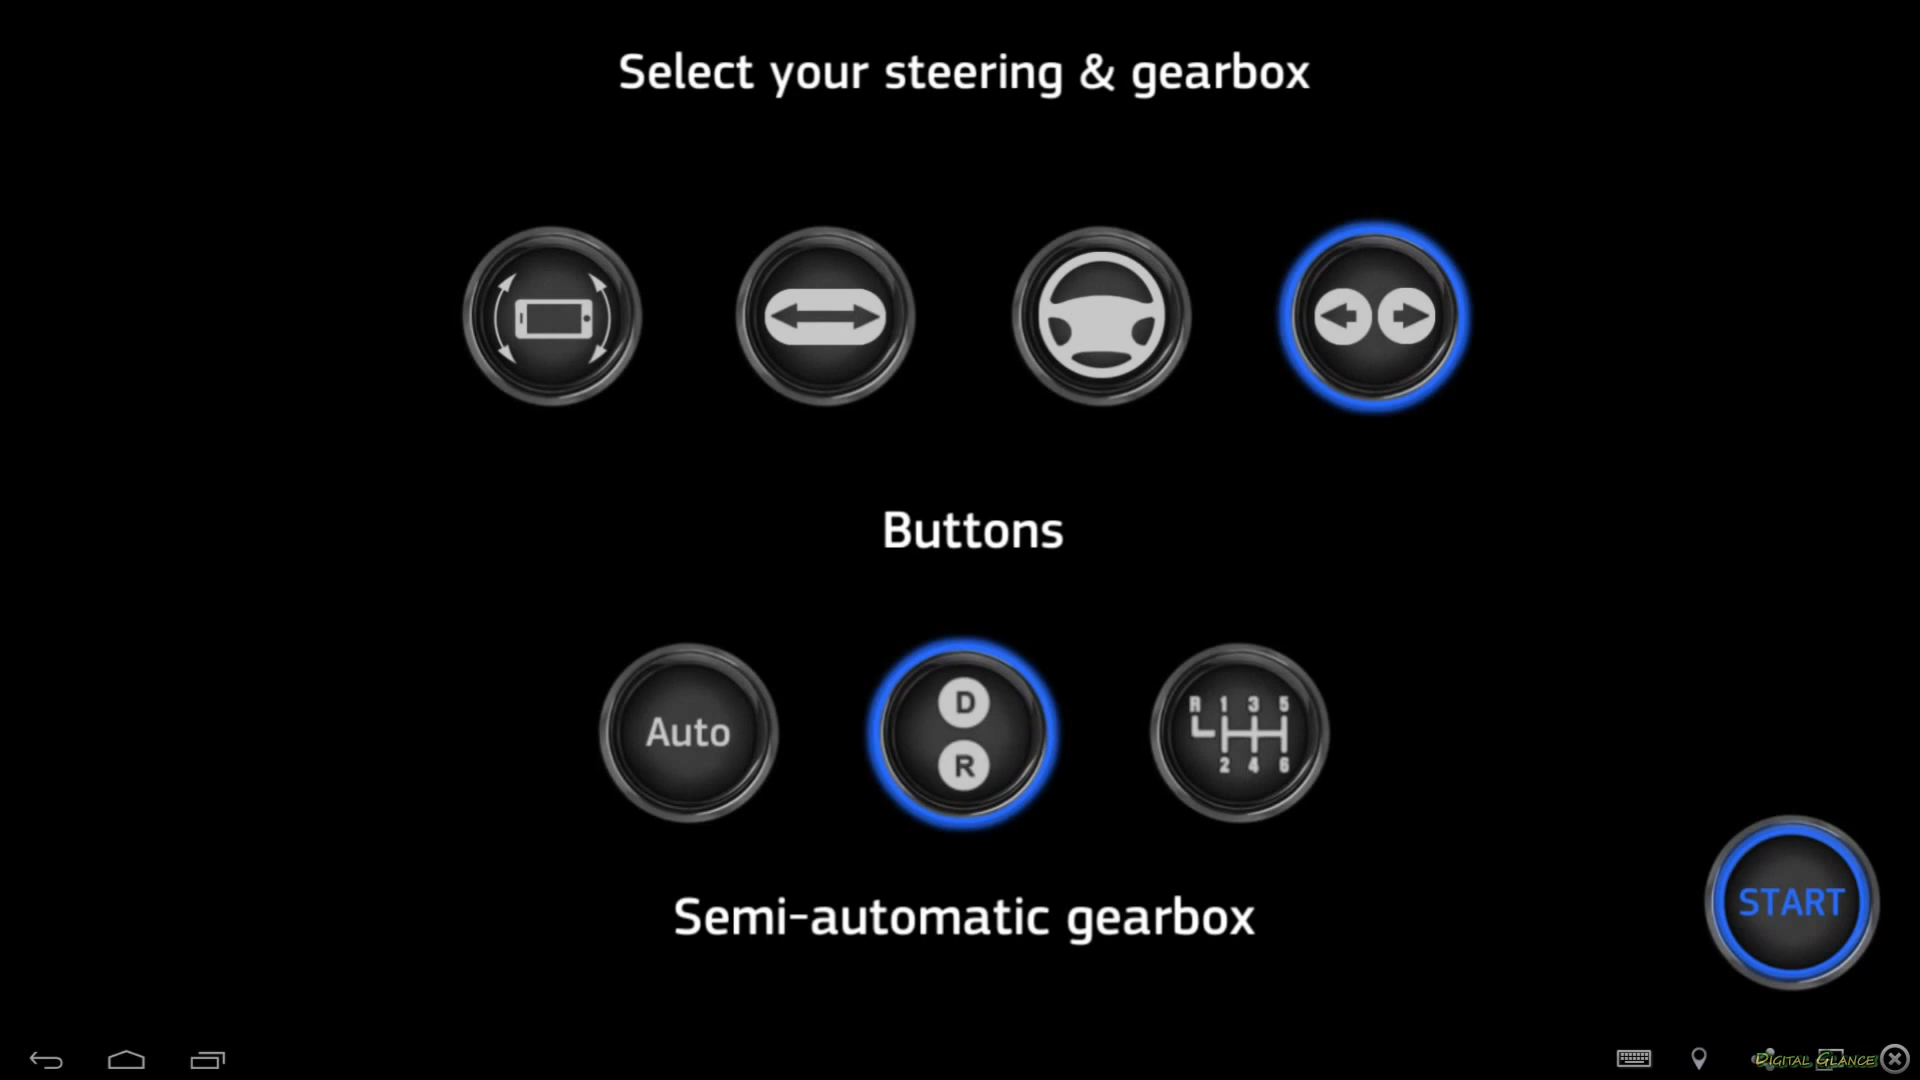 Select your steering & gearbox
Buttons
Auto
D
R
R 1 3 5
2 4 6
Semi-automatic gearbox
START
Digital Glance